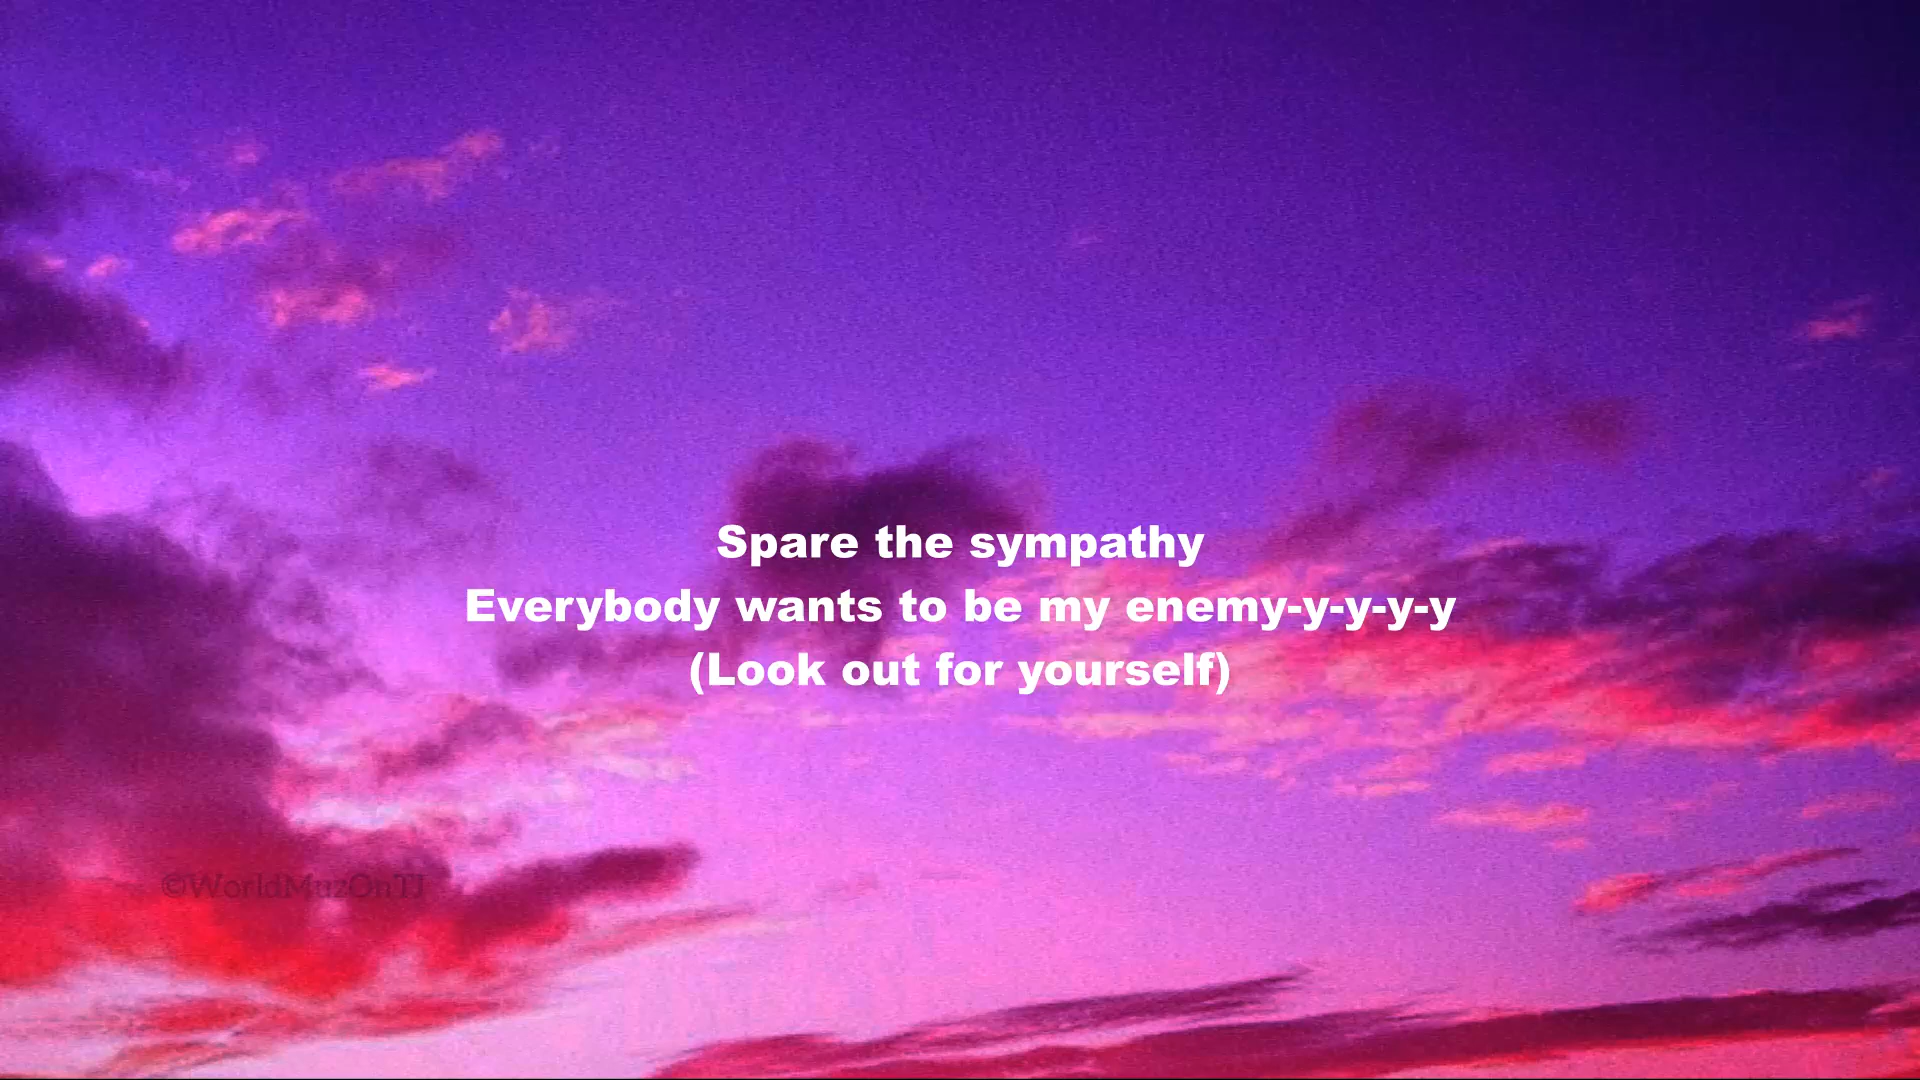 Spare the sympathy
Everybody wants to be my enemy-y-y-y-y
(Look out for yourself)
©WorldMuzOnTJ